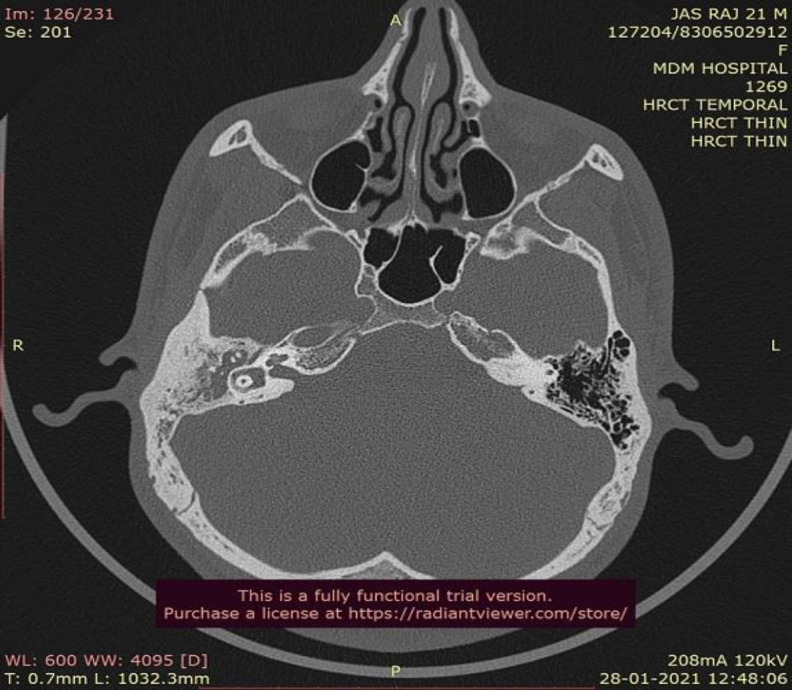 Im: 126/231
Se: 201
A
JAS RAJ 21 M
127204/8306502912
F
MDM HOSPITAL
1269
HRCT TEMPORAL
HRCT THIN
HRCT THIN
R
L
This is a fully functional trial version.
Purchase a license at https://radiantviewer.com/store/
WL: 600 WW: 4095 [D]
T: 0.7mm L: 1032.3mm
P
208mA 120kV
28-01-2021 12:48:06